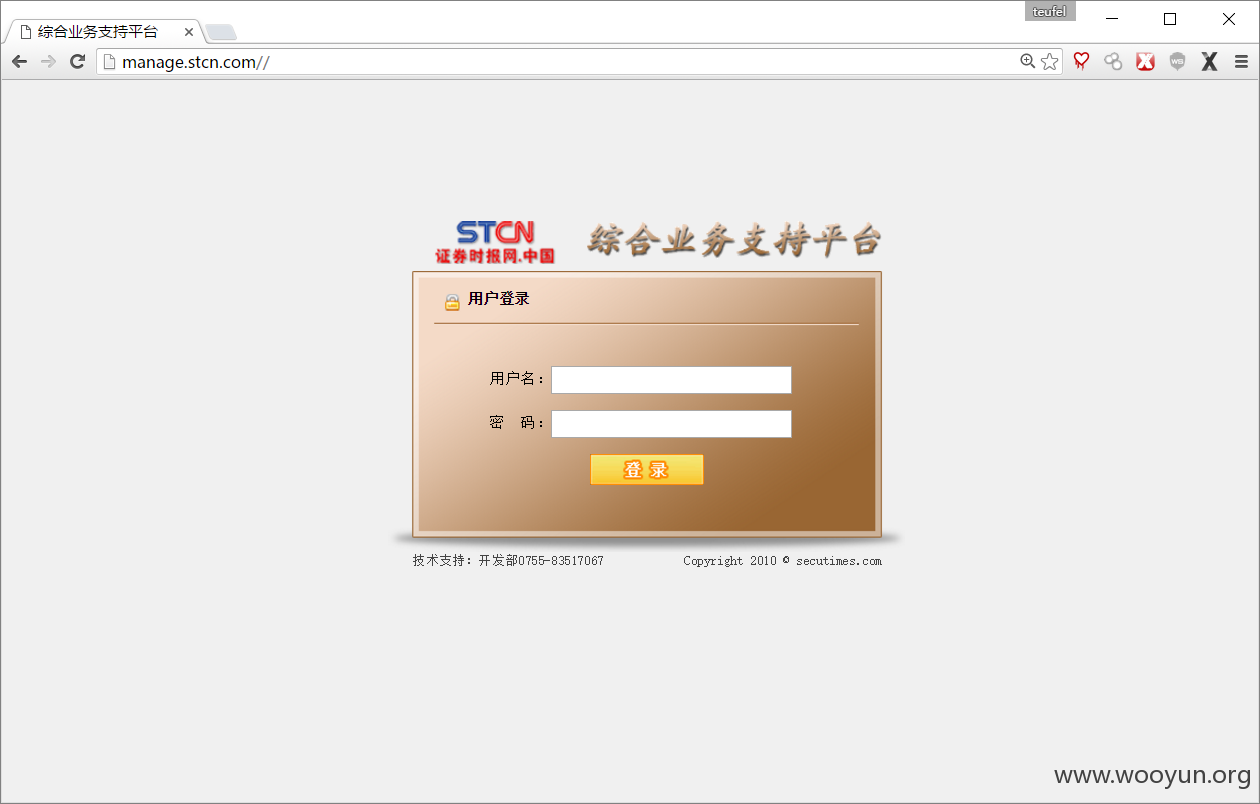 teufel
综合业务支持平台
manage.stcn.com//
STCN
证券时报网.中国
综合业务支持平台
用户登录
用户名：
密 码：
登 录
技术支持：开发部0755-83517067
Copyright 2010 © secutimes.com
www.wooyun.org